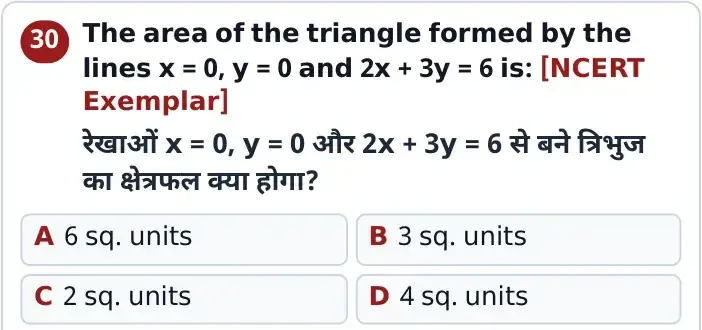 30 The area of the triangle formed by the
lines x = 0, y = 0 and 2x + 3y = 6 is: [NCERT
Exemplar]
रेखाओं x = 0, y = 0 और 2x + 3y = 6 से बने त्रिभुज
का क्षेत्रफल क्या होगा?
A 6 sq. units
B 3 sq. units
C 2 sq. units
D 4 sq. units